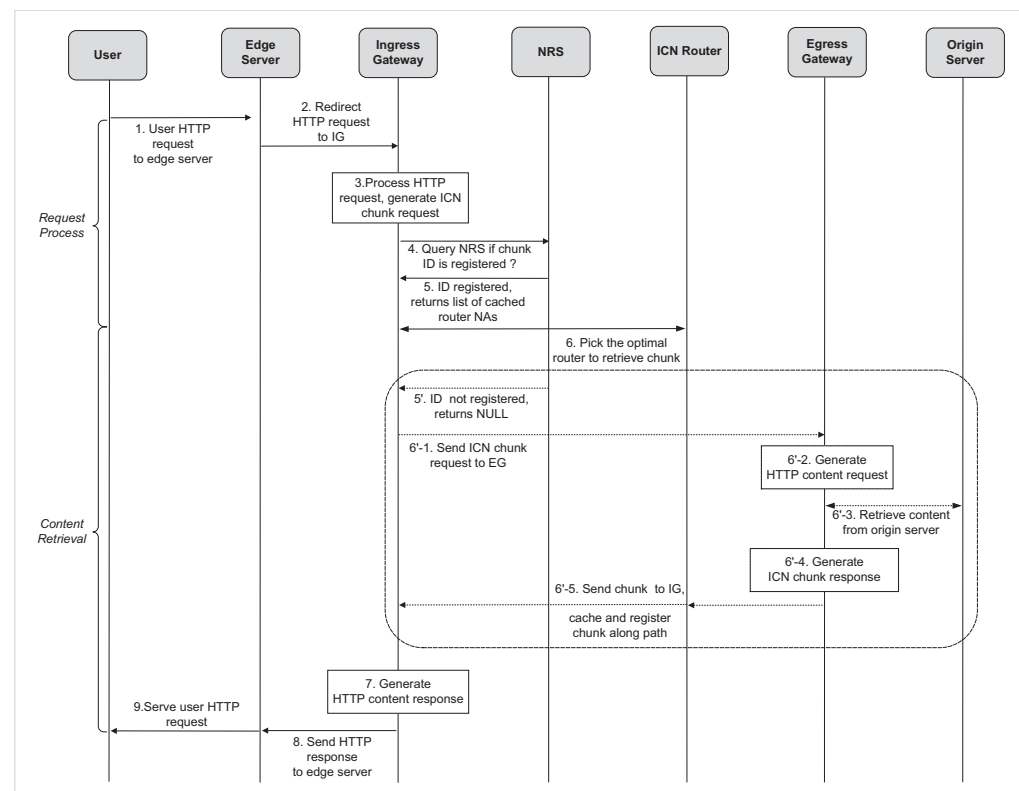 User
Edge
Server
Ingress
Gateway
NRS
ICN Router
Egress
Gateway
Origin
Server
1. User HTTP
request
to edge server
2. Redirect
HTTP request
to IG
3.Process HTTP
request, generate ICN
chunk request
Request
Process
4. Query NRS if chunk
ID is registered ?
5. ID registered,
returns list of cached
router NAs
6. Pick the optimal
router to retrieve chunk
5'. ID not registered,
returns NULL
6'-1. Send ICN chunk
request to EG
6'-2. Generate
HTTP content request
6'-3. Retrieve content
from origin server
Content
Retrieval
6'-4. Generate
ICN chunk response
6'-5. Send chunk to IG,
cache and register
chunk along path
7. Generate
HTTP content response
9.Serve user HTTP
request
8. Send HTTP
response
to edge server